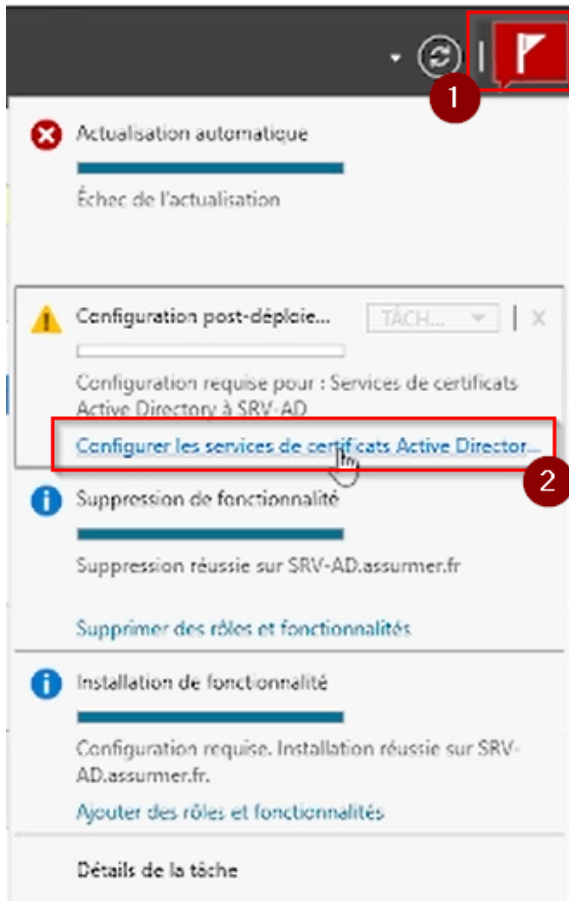 1
Actualisation automatique
Échec de l'actualisation
Configuration post-déploie...
TÂCH...
X
Configuration requise pour : Services de certificats
Active Directory à SRV-AD
Configurer les services de certificats Active Director...
2
Suppression de fonctionnalité
Suppression réussie sur SRV-AD.assurmer.fr
Supprimer des rôles et fonctionnalités
Installation de fonctionnalité
Configuration requise. Installation réussie sur SRV-
AD.assurmer.fr.
Ajouter des rôles et fonctionnalités
Détails de la tâche